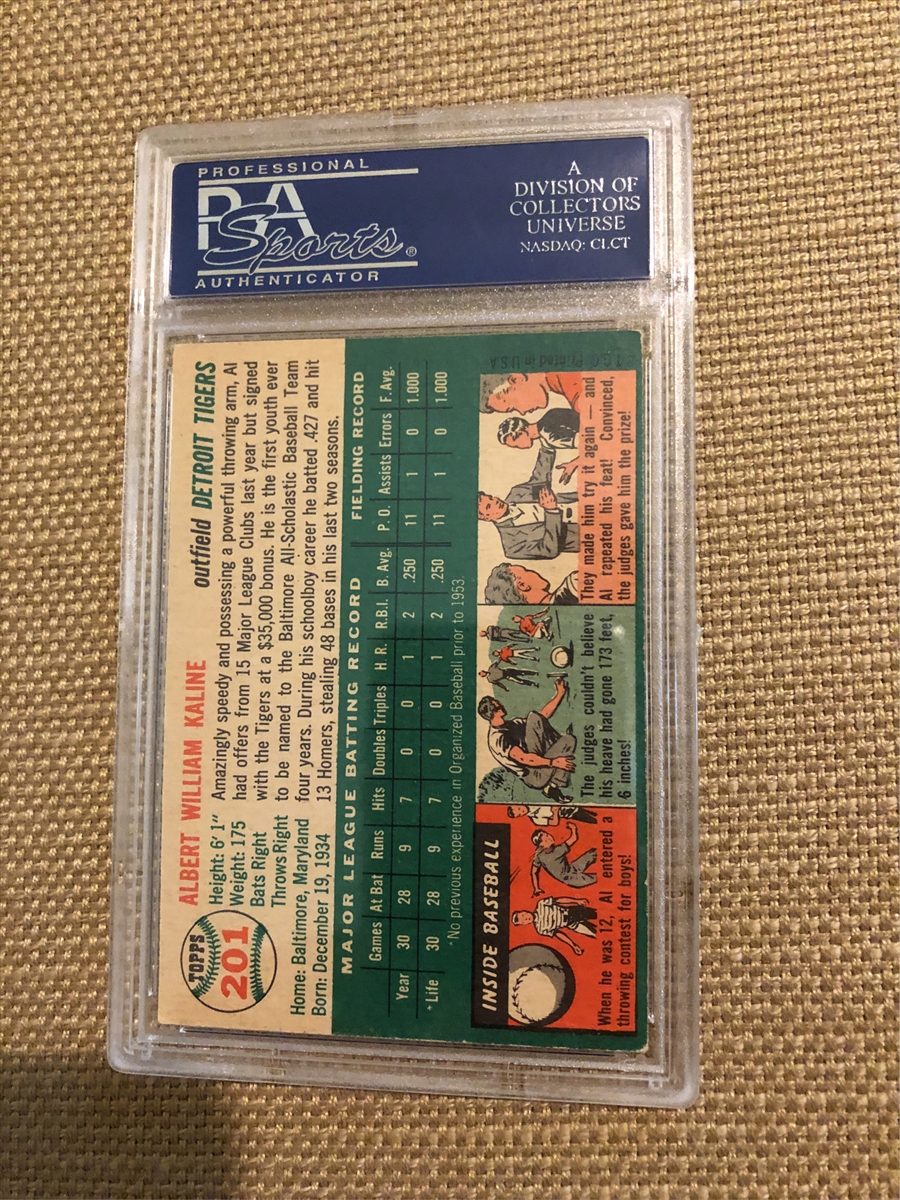 PROFESSIONAL
PSA
Sports®
AUTHENTICATOR
A
DIVISION OF
COLLECTORS
UNIVERSE
NASDAQ: CLCT
TOPPS
201
ALBERT WILLIAM KALINE
outfield DETROIT TIGERS
Height: 6' 1"
Weight: 175
Bats Right
Throws Right
Home: Baltimore, Maryland
Born: December 19, 1934
Amazingly speedy and possessing a powerful throwing arm, Al
had offers from 15 Major League Clubs last year but signed
with the Tigers at a $35,000 bonus. He is the first youth ever
to be named to the Baltimore All-Scholastic Baseball Team
four years. During his schoolboy career he batted .427 and hit
13 Homers, stealing 48 bases in his last two seasons.
MAJOR LEAGUE BATTING RECORD
FIELDING RECORD
Games At Bat Runs Hits Doubles Triples H. R. R.B.I. B. Avg. P. O. Assists Errors F. Avg.
Year 30 28 9 7 0 0 1 2 .250 11 1 0 1.000
*Life 30 28 9 7 0 0 1 2 .250 11 1 0 1.000
*No previous experience in Organized Baseball prior to 1953.
INSIDE BASEBALL
When he was 12, Al entered a
throwing contest for boys!
The judges couldn't believe
his heave had gone 173 feet,
6 inches!
They made him try it again — and
Al rapeated his feat! Convinced,
the judges gave him the prize!
T.C.G. Printed in U.S.A